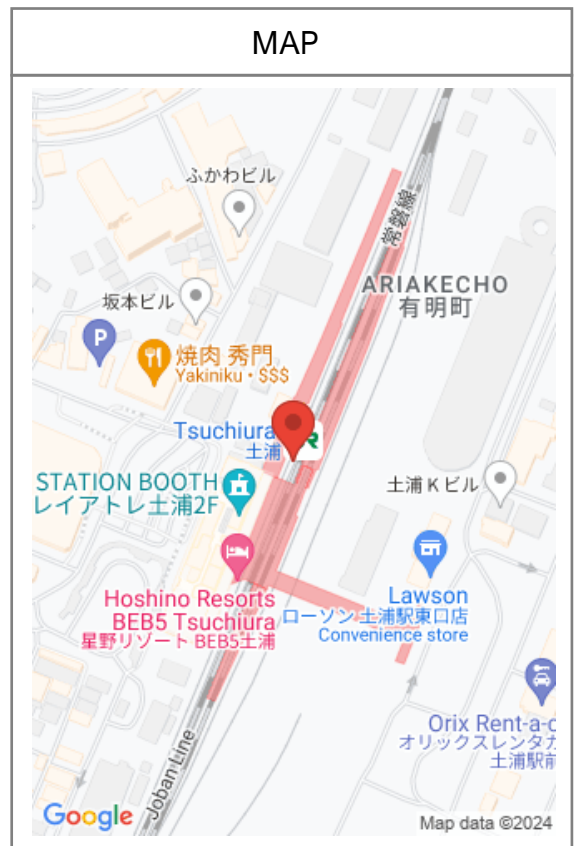 MAP
ふかわビル
常磐線
ARIAKECHO
有明町
坂本ビル
P
焼肉 秀門
Yakiniku・$$$
Tsuchiura
土浦
STATION BOOTH
レイアトレ土浦2F
土浦Kビル
Lawson
ローソン 土浦駅東口店
Convenience store
Hoshino Resorts
BEB5 Tsuchiura
星野リゾート BEB5土浦
Orix Rent-a-c
オリックスレンタカ
土浦駅前
Joban Line
Google
Map data ©2024